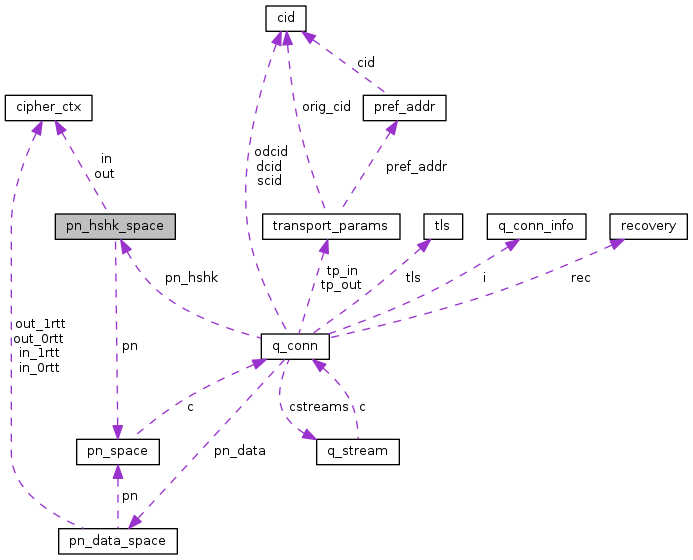 cid
cid
cipher_ctx
orig_cid
pref_addr
in
out
odcid
dcid
scid
pref_addr
pn_hshk_space
transport_params
tls
q_conn_info
recovery
pn_hshk
tp_in
tp_out
tls
i
rec
out_1rtt
out_0rtt
in_1rtt
in_0rtt
pn
q_conn
c
cstreams
c
pn_space
pn_data
q_stream
pn
pn_data_space